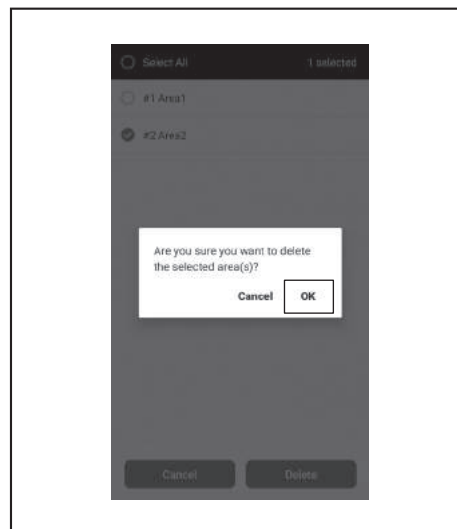 Select All 1 selected
#1 Area1
#2 Area2
Are you sure you want to delete
the selected area(s)?
Cancel OK
Cancel Delete